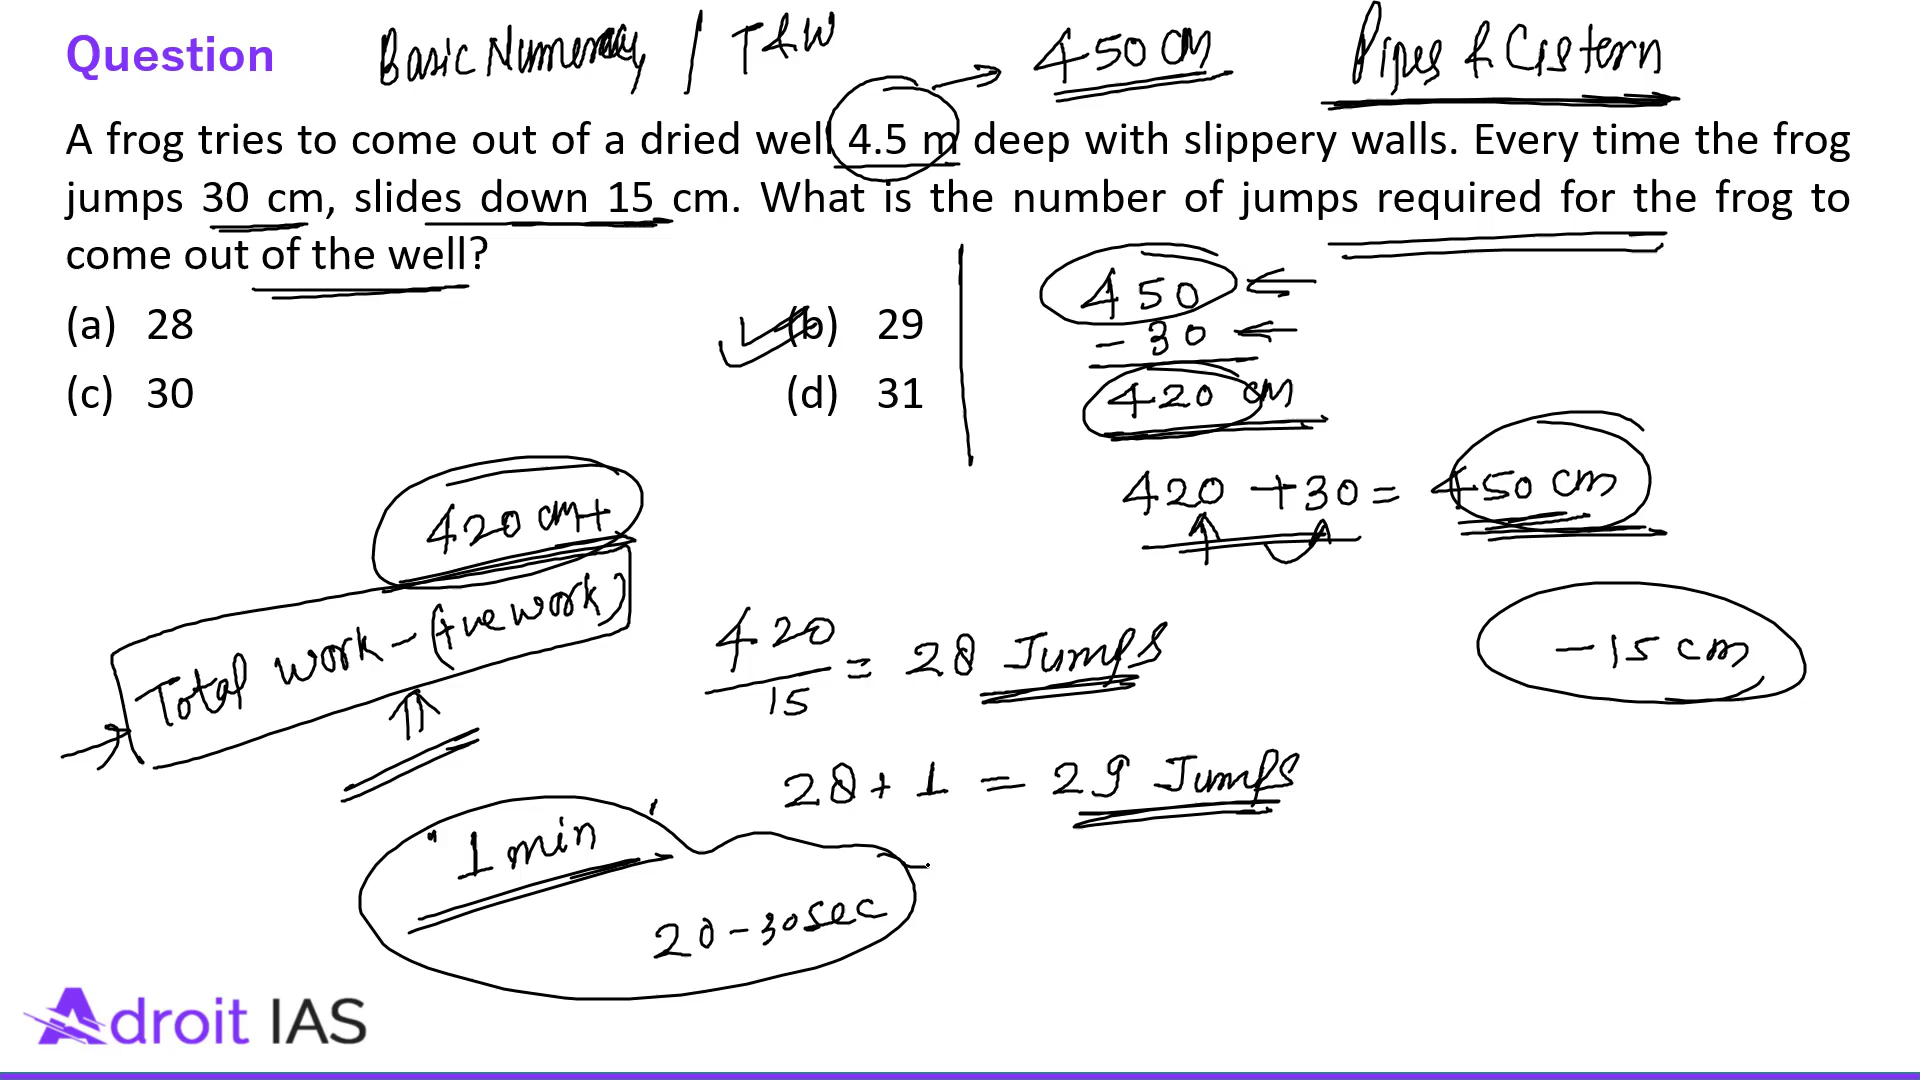 Question Basic Numeracy / T & W 450 cm Pipes & Cistern
A frog tries to come out of a dried well 4.5 m deep with slippery walls. Every time the frog
jumps 30 cm, slides down 15 cm. What is the number of jumps required for the frog to
come out of the well?
(a) 28 (b) 29
(c) 30 (d) 31
450
- 30
420 cm
420 + 30 = 450 cm
420 cm
Total work - (+ve work)
420/15 = 28 Jumps
- 15 cm
28 + 1 = 29 Jumps
"1 min"
20-30 sec
Adroit IAS